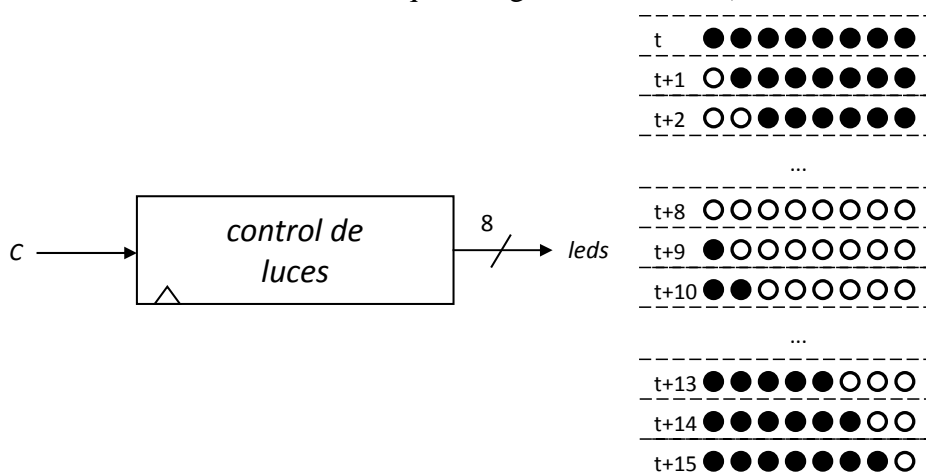 t
t+1
t+2
...
t+8
t+9
t+10
...
t+13
t+14
t+15
C
control de
luces
8
leds